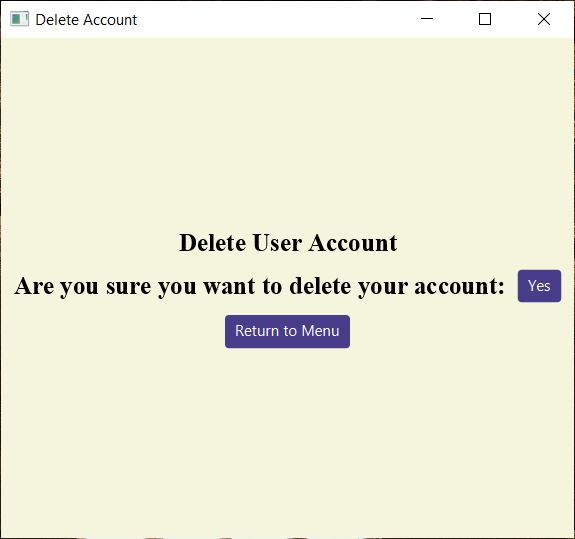 Delete Account
Delete User Account
Are you sure you want to delete your account: Yes
Return to Menu